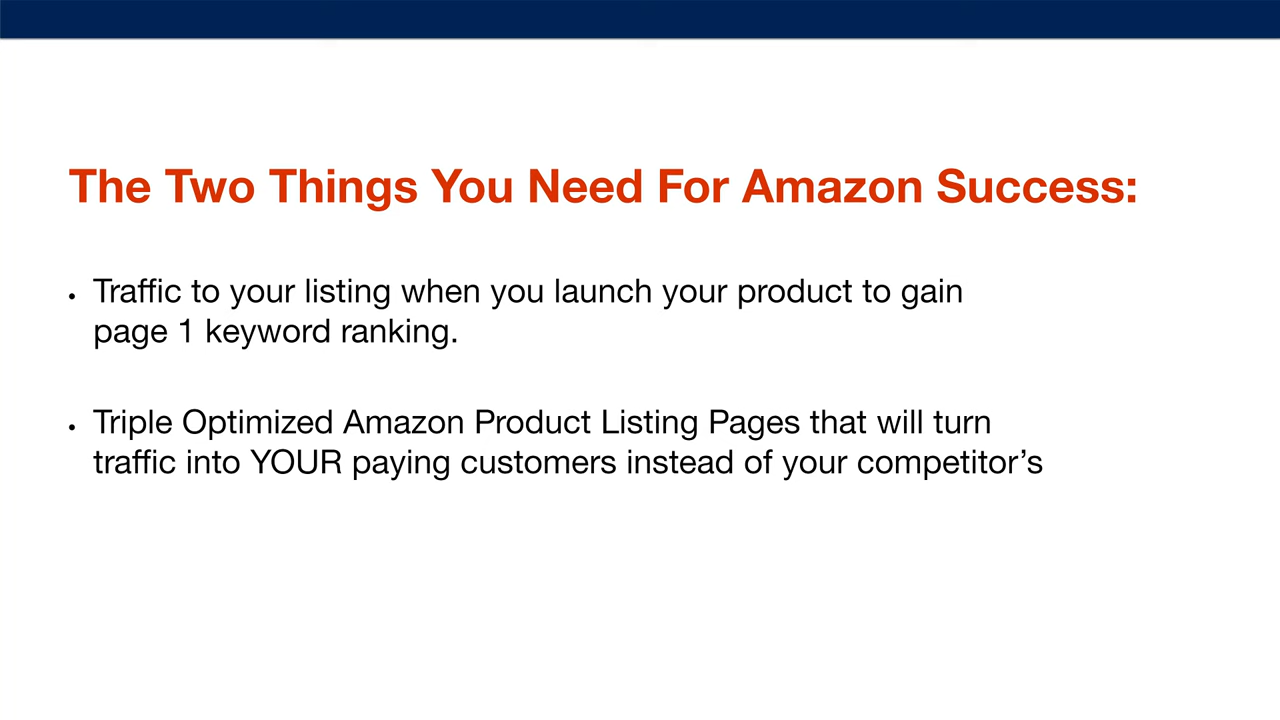 The Two Things You Need For Amazon Success:
• Traffic to your listing when you launch your product to gain
page 1 keyword ranking.
• Triple Optimized Amazon Product Listing Pages that will turn
traffic into YOUR paying customers instead of your competitor’s